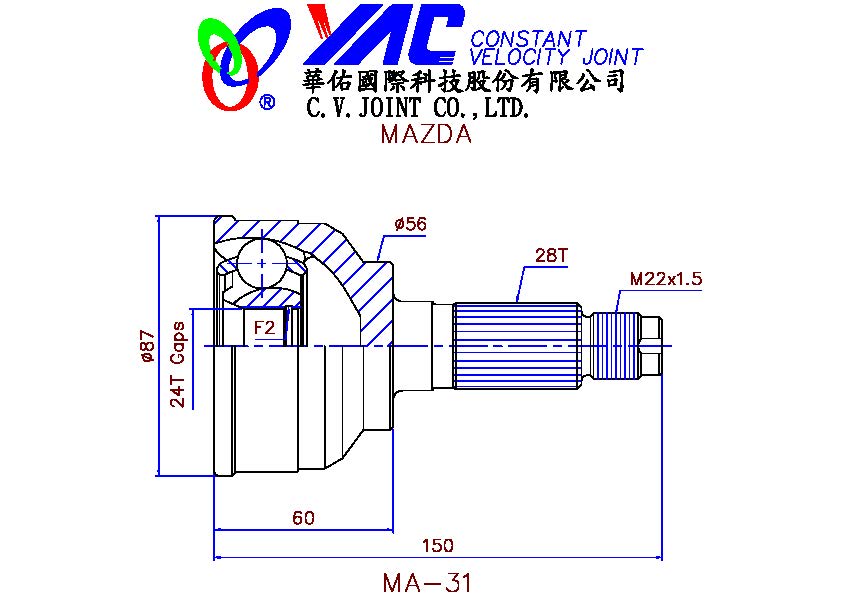 YAC CONSTANT
VELOCITY JOINT
華佑國際科技股份有限公司
®
C.V.JOINT CO.,LTD.
MAZDA
ø56
28T
M22x1.5
F2
ø87
24T Gaps
60
150
MA-31